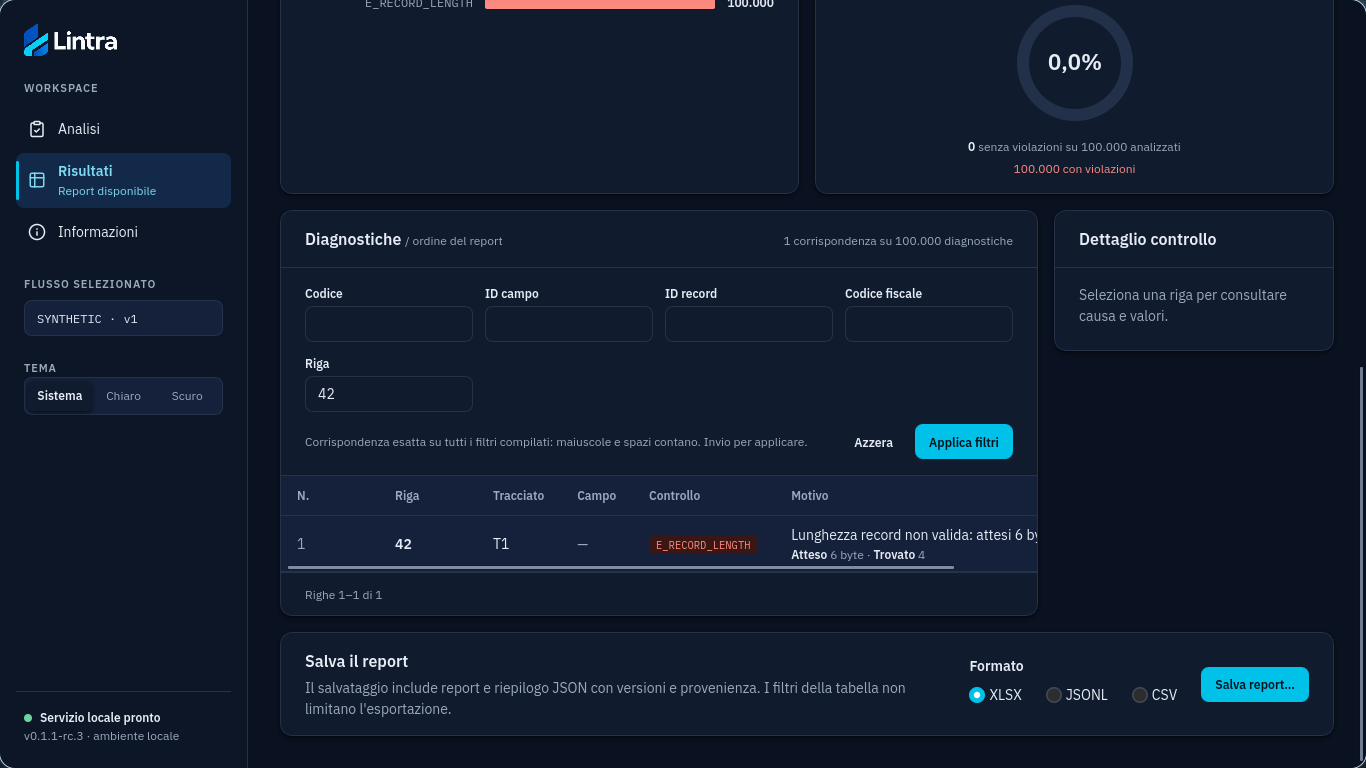 Lintra
WORKSPACE
Analisi
Risultati
Report disponibile
Informazioni
FLUSSO SELEZIONATO
SYNTHETIC · v1
TEMA
Sistema Chiaro Scuro
Servizio locale pronto
v0.1.1-rc.3 · ambiente locale
E_RECORD_LENGTH 100.000
0,0%
0 senza violazioni su 100.000 analizzati
100.000 con violazioni
Diagnostiche / ordine del report 1 corrispondenza su 100.000 diagnostiche
Codice ID campo ID record Codice fiscale
Riga
42
Corrispondenza esatta su tutti i filtri compilati: maiuscole e spazi contano. Invio per applicare. Azzera Applica filtri
N. Riga Tracciato Campo Controllo Motivo
1 42 T1 — E_RECORD_LENGTH Lunghezza record non valida: attesi 6 by
Atteso 6 byte · Trovato 4
Righe 1–1 di 1
Dettaglio controllo
Seleziona una riga per consultare
causa e valori.
Salva il report
Il salvataggio include report e riepilogo JSON con versioni e provenienza. I filtri della tabella non
limitano l'esportazione.
Formato
XLSX JSONL CSV
Salva report...